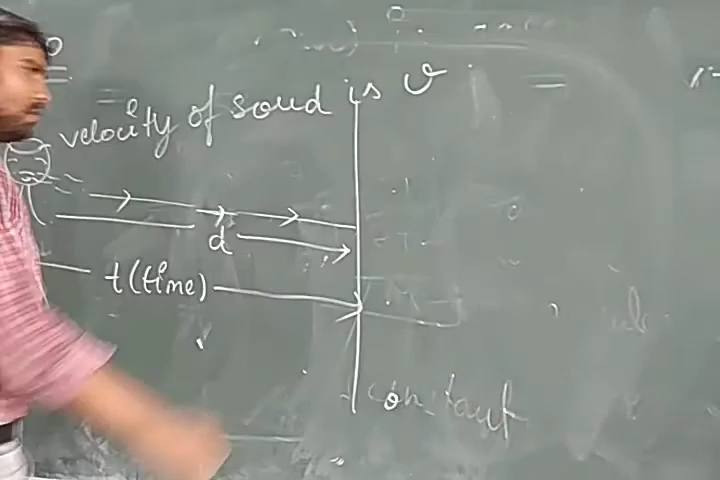 velocity of soud is v
d
t (time)
constant